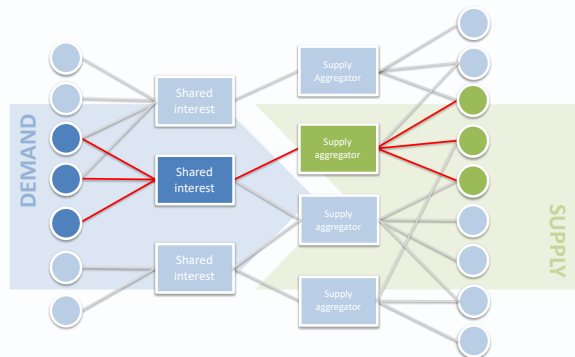 DEMAND
Shared
interest
Shared
interest
Shared
interest
Supply
Aggregator
Supply
aggregator
Supply
aggregator
Supply
aggregator
SUPPLY